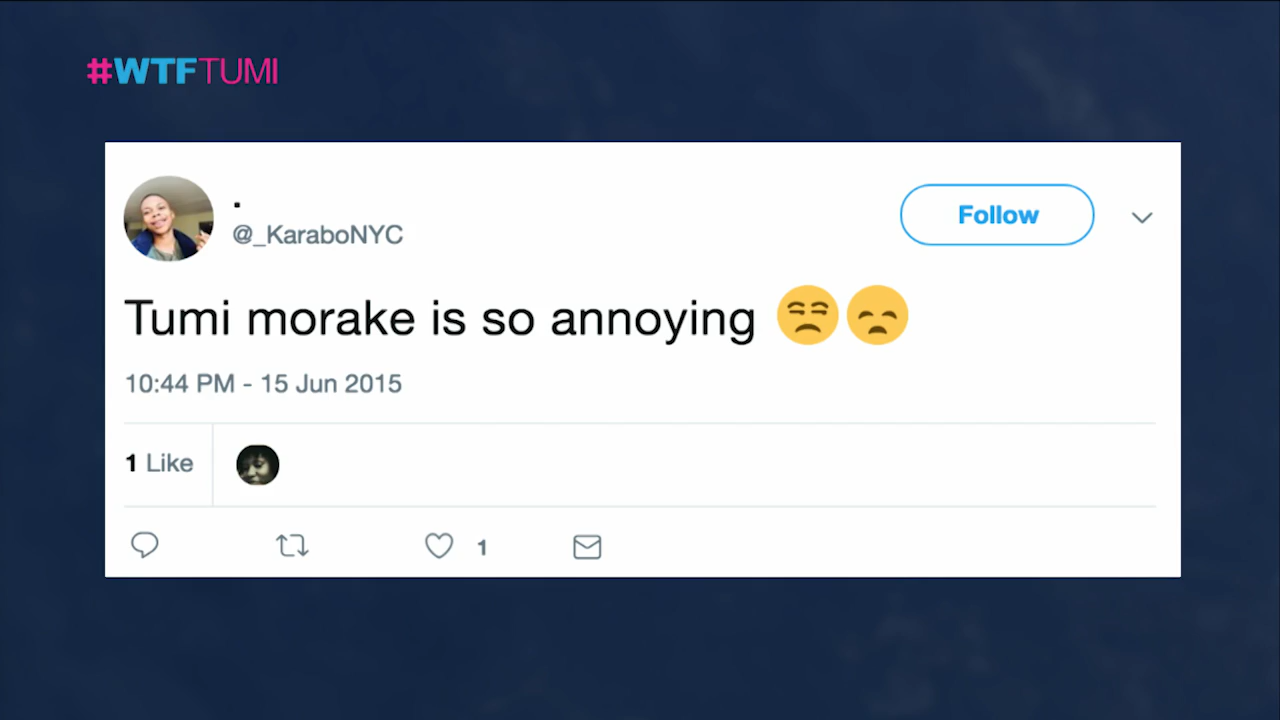 #WTFTUMI
.
@_KaraboNYC
Follow
Tumi morake is so annoying 😒😞
10:44 PM - 15 Jun 2015
1 Like
1